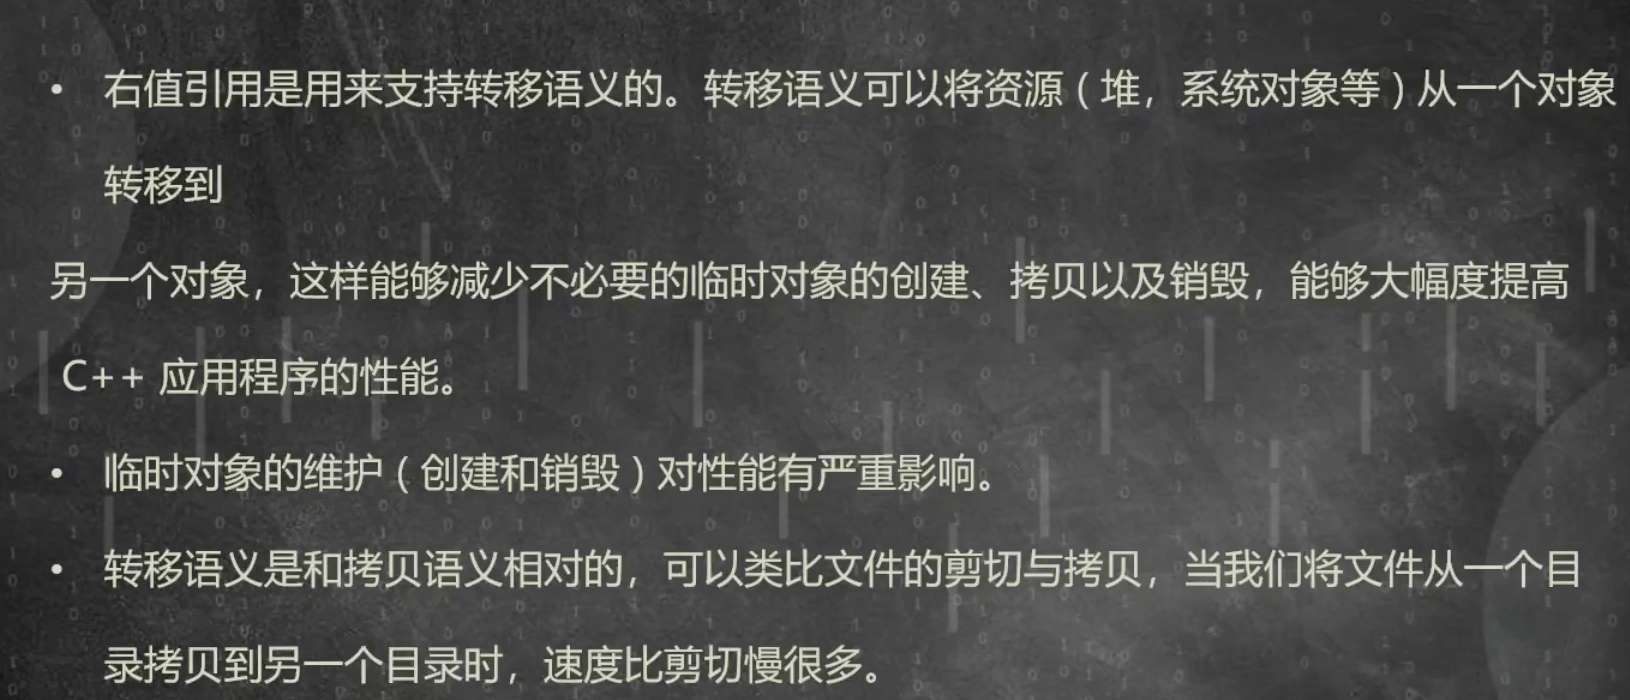 • 右值引用是用来支持转移语义的。转移语义可以将资源（堆，系统对象等）从一个对象
转移到
另一个对象，这样能够减少不必要的临时对象的创建、拷贝以及销毁，能够大幅度提高
C++ 应用程序的性能。
• 临时对象的维护（创建和销毁）对性能有严重影响。
• 转移语义是和拷贝语义相对的，可以类比文件的剪切与拷贝，当我们将文件从一个目
录拷贝到另一个目录时，速度比剪切慢很多。